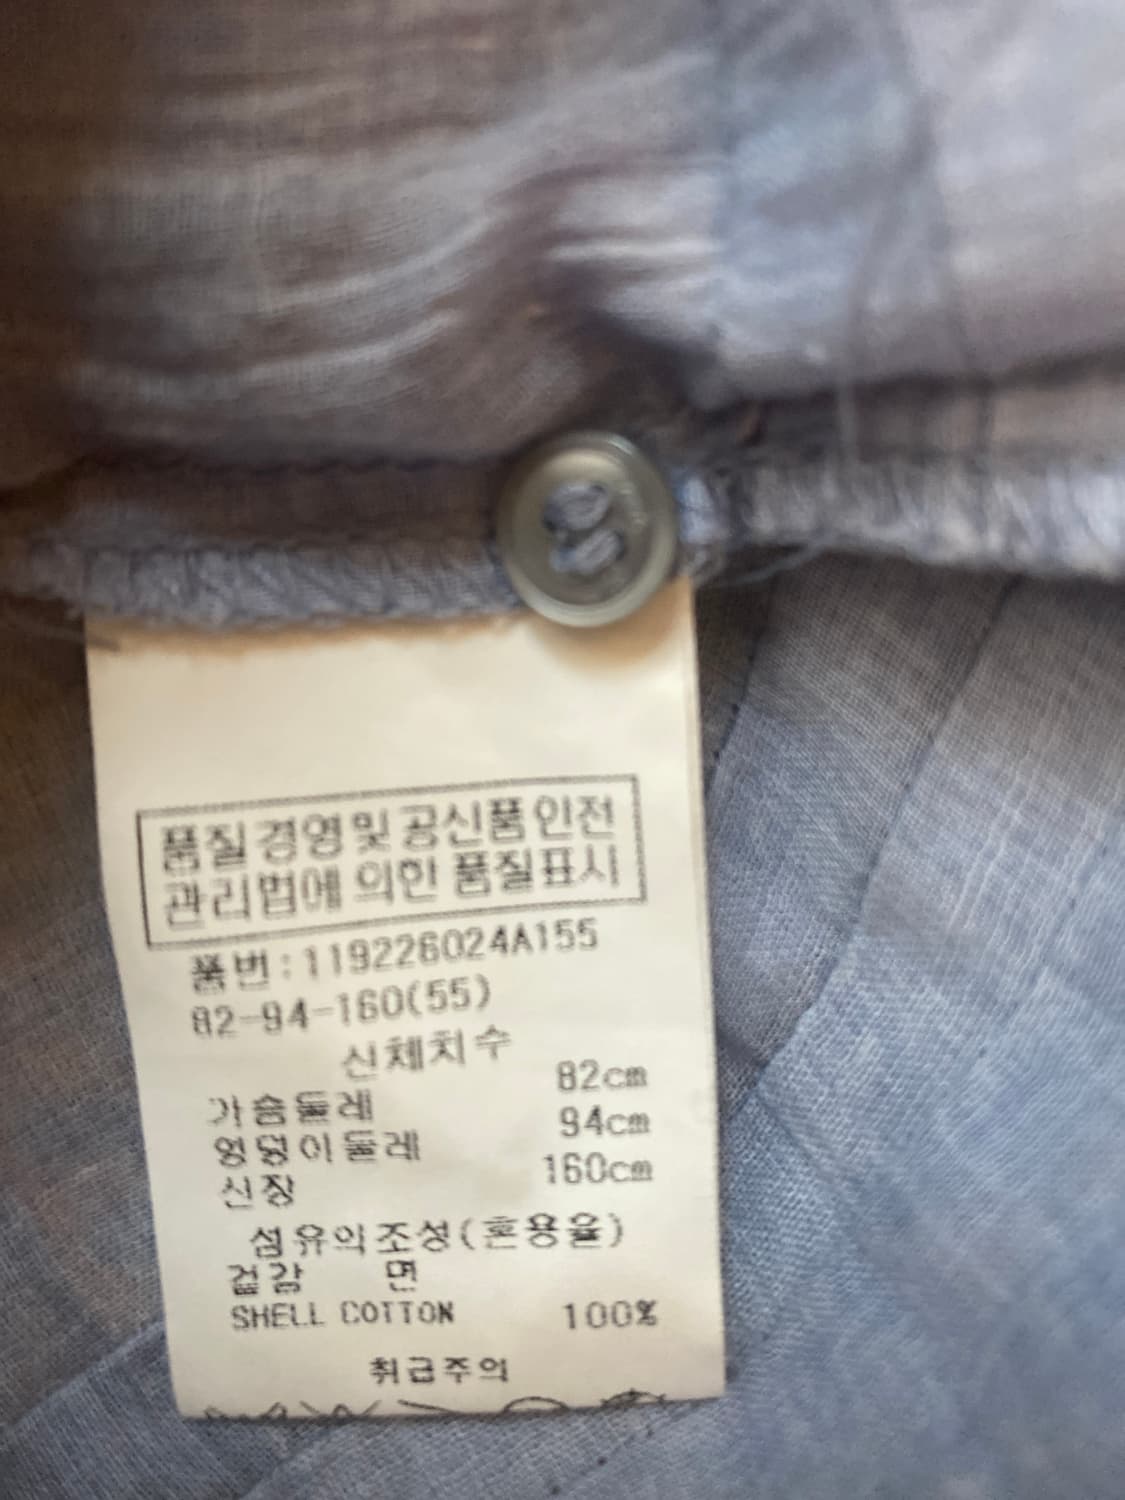 품질경영및 공신품인전
관리법에 의한 품질표시
품번:119226024A155
82-94-160(55)
신체치수
가슴둘레 82cm
엉덩이둘레 94cm
신장 160cm
섬유의조성(혼용율)
겉감 면
SHELL COTTON 100%
취급주의